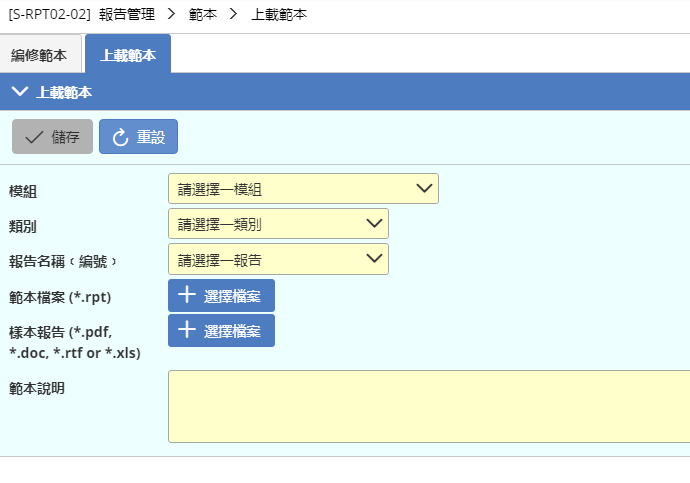 [S-RPT02-02] 報告管理 > 範本 > 上載範本
編修範本 上載範本
上載範本
儲存 重設
模組 請選擇一模組
類別 請選擇一類別
報告名稱﹝編號﹞ 請選擇一報告
範本檔案 (*.rpt) 選擇檔案
樣本報告 (*.pdf, 選擇檔案
*.doc, *.rtf or *.xls)
範本說明